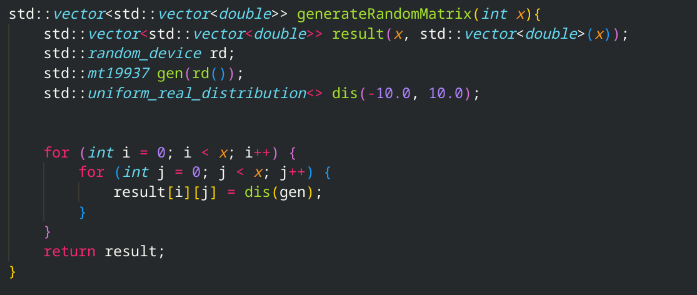 std::vector<std::vector<double>> generateRandomMatrix(int x){
    std::vector<std::vector<double>> result(x, std::vector<double>(x));
    std::random_device rd;
    std::mt19937 gen(rd());
    std::uniform_real_distribution<> dis(-10.0, 10.0);

    for (int i = 0; i < x; i++) {
        for (int j = 0; j < x; j++) {
            result[i][j] = dis(gen);
        }
    }
    return result;
}